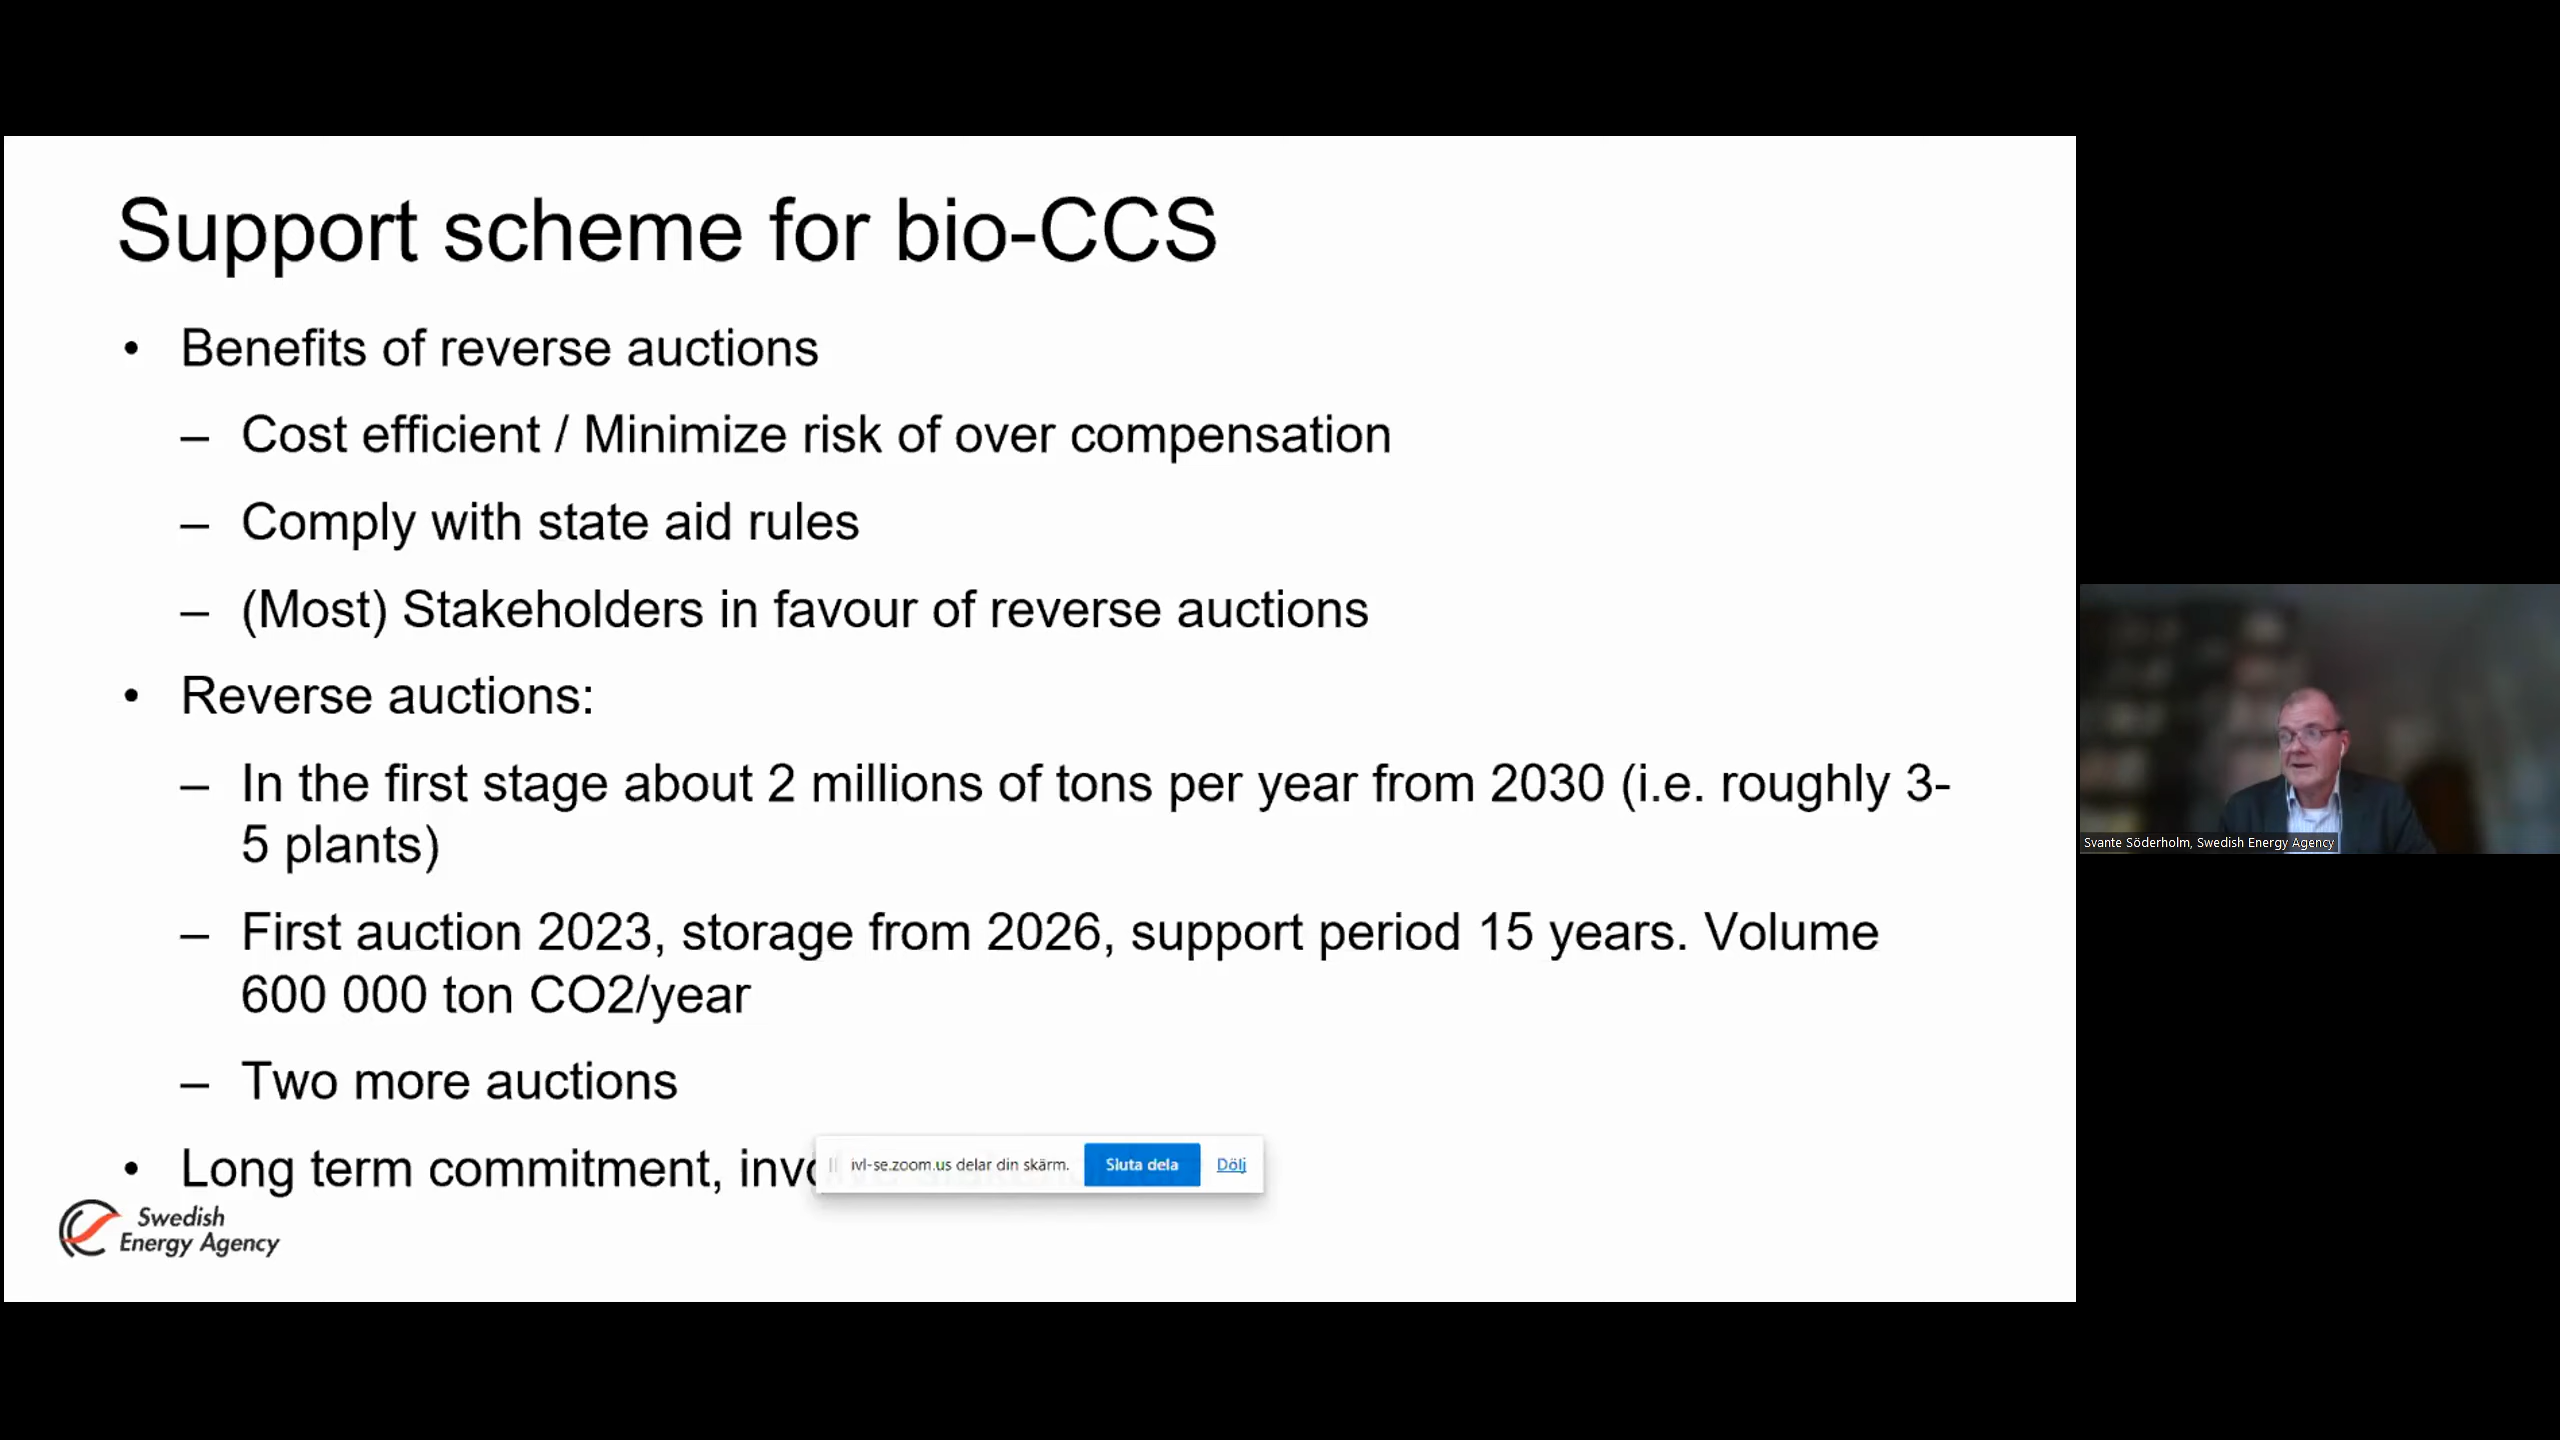 Support scheme for bio-CCS
• Benefits of reverse auctions
– Cost efficient / Minimize risk of over compensation
– Comply with state aid rules
– (Most) Stakeholders in favour of reverse auctions
• Reverse auctions:
– In the first stage about 2 millions of tons per year from 2030 (i.e. roughly 3-
5 plants)
– First auction 2023, storage from 2026, support period 15 years. Volume
600 000 ton CO2/year
– Two more auctions
• Long term commitment,
ivl-se.zoom.us delar din skärm. Sluta dela Dölj
Swedish
Energy Agency
Svante Söderholm, Swedish Energy Agency